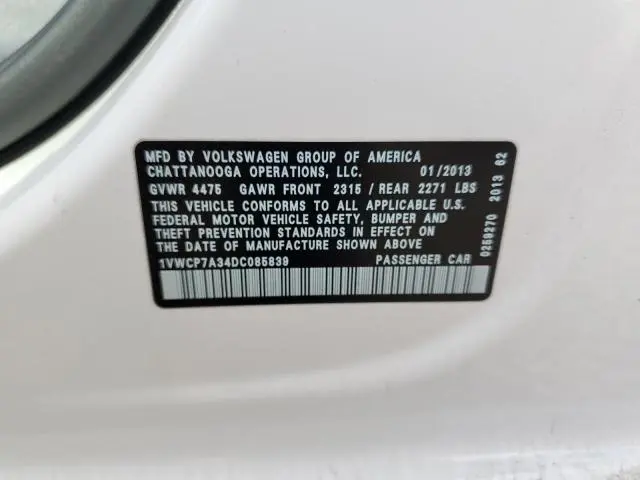 MFD BY VOLKSWAGEN GROUP OF AMERICA
CHATTANOOGA OPERATIONS, LLC. 01/2013
GVWR 4475 GAWR FRONT 2315 / REAR 2271 LBS
THIS VEHICLE CONFORMS TO ALL APPLICABLE U.S.
FEDERAL MOTOR VEHICLE SAFETY, BUMPER AND
THEFT PREVENTION STANDARDS IN EFFECT ON
THE DATE OF MANUFACTURE SHOWN ABOVE
1VWCP7A34DC085839 PASSENGER CAR
0259270 2013 62